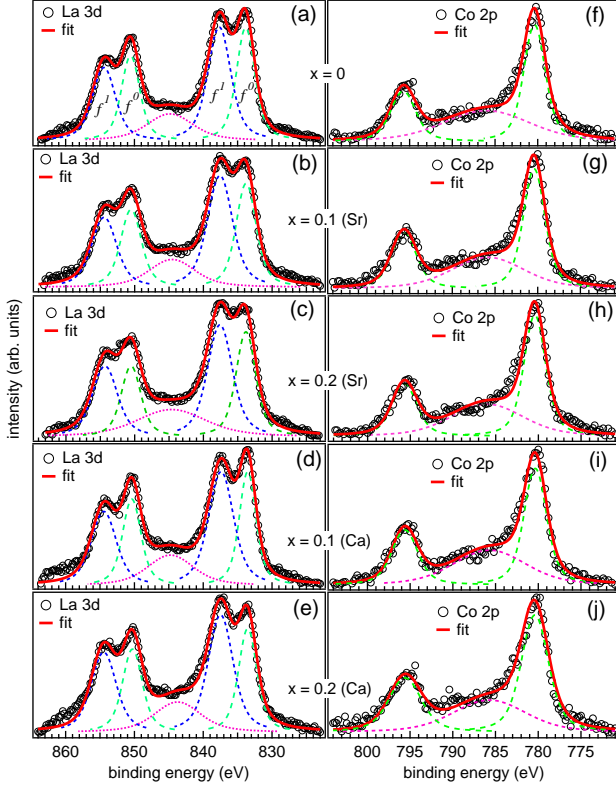 La 3d
fit
(a)
f¹
f⁰
f¹
f⁰
x = 0
Co 2p
fit
(f)
La 3d
fit
(b)
x = 0.1 (Sr)
Co 2p
fit
(g)
La 3d
fit
(c)
x = 0.2 (Sr)
Co 2p
fit
(h)
La 3d
fit
(d)
x = 0.1 (Ca)
Co 2p
fit
(i)
La 3d
fit
(e)
x = 0.2 (Ca)
Co 2p
fit
(j)
intensity (arb. units)
860 850 840 830
800 795 790 785 780 775
binding energy (eV)
binding energy (eV)